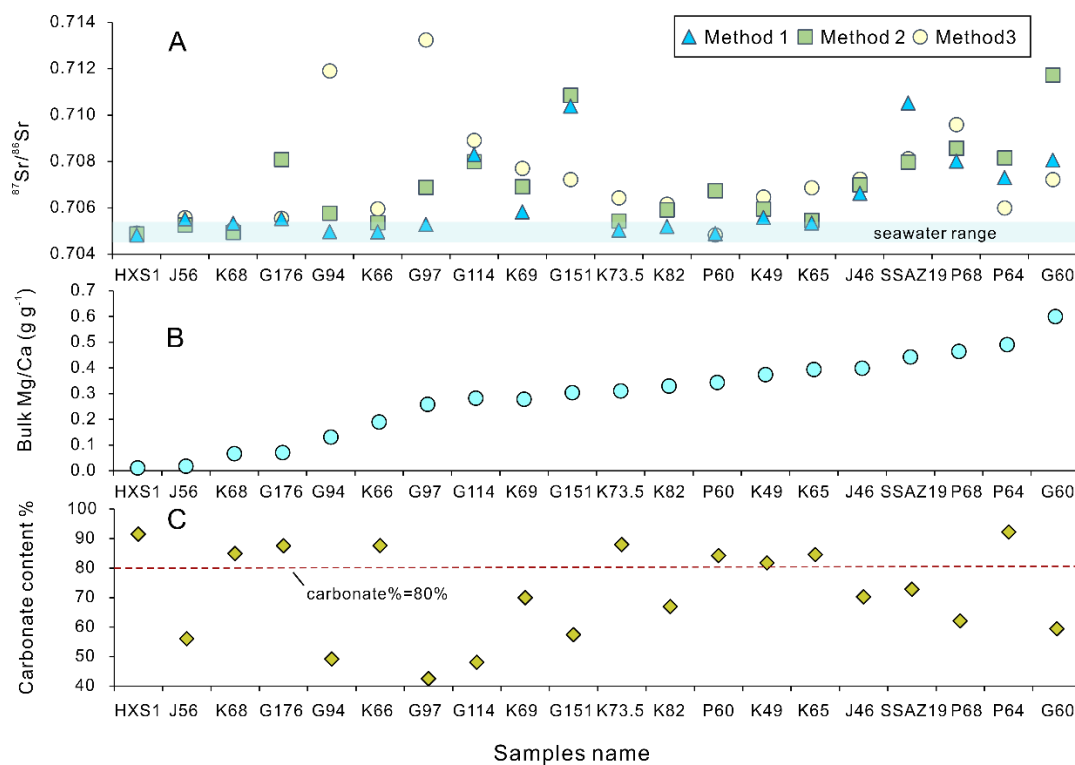 0.714
A
Method 1 Method 2 Method3
0.712
0.710
⁸⁷Sr/⁸⁶Sr
0.708
0.706
seawater range
0.704
HXS1 J56 K68 G176 G94 K66 G97 G114 K69 G151 K73.5 K82 P60 K49 K65 J46 SSAZ19 P68 P64 G60
0.7
B
0.6
0.5
Bulk Mg/Ca (g g⁻¹)
0.4
0.3
0.2
0.1
0.0
HXS1 J56 K68 G176 G94 K66 G97 G114 K69 G151 K73.5 K82 P60 K49 K65 J46 SSAZ19 P68 P64 G60
100
C
90
80
carbonate%=80%
Carbonate content %
70
60
50
40
HXS1 J56 K68 G176 G94 K66 G97 G114 K69 G151 K73.5 K82 P60 K49 K65 J46 SSAZ19 P68 P64 G60
Samples name